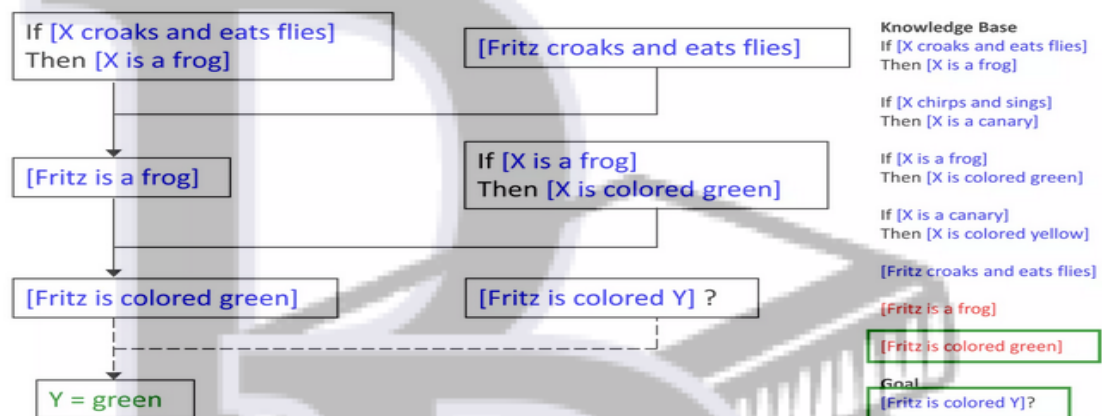 If [X croaks and eats flies]
Then [X is a frog]
[Fritz croaks and eats flies]
[Fritz is a frog]
If [X is a frog]
Then [X is colored green]
[Fritz is colored green]
[Fritz is colored Y] ?
Y = green
Knowledge Base
If [X croaks and eats flies]
Then [X is a frog]
If [X chirps and sings]
Then [X is a canary]
If [X is a frog]
Then [X is colored green]
If [X is a canary]
Then [X is colored yellow]
[Fritz croaks and eats flies]
[Fritz is a frog]
[Fritz is colored green]
Goal
[Fritz is colored Y]?